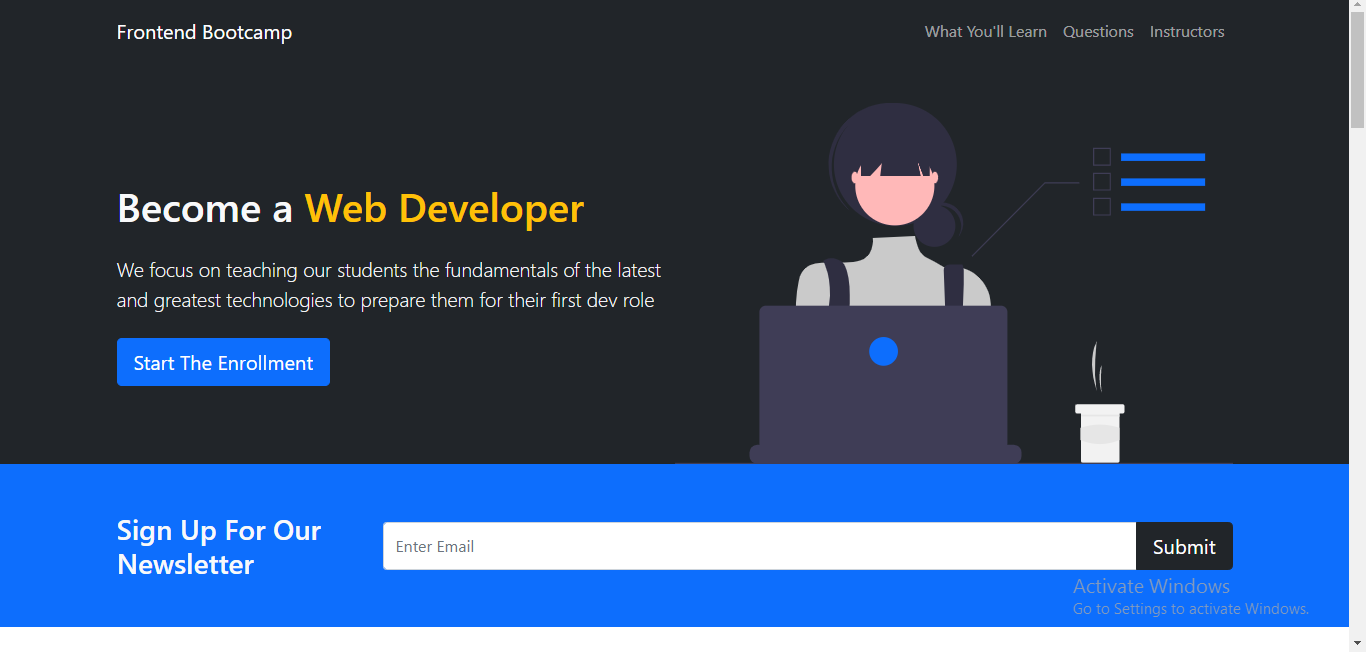 Frontend Bootcamp
What You'll Learn Questions Instructors
Become a Web Developer
We focus on teaching our students the fundamentals of the latest
and greatest technologies to prepare them for their first dev role
Start The Enrollment
Sign Up For Our
Newsletter
Enter Email
Submit
Activate Windows
Go to Settings to activate Windows.